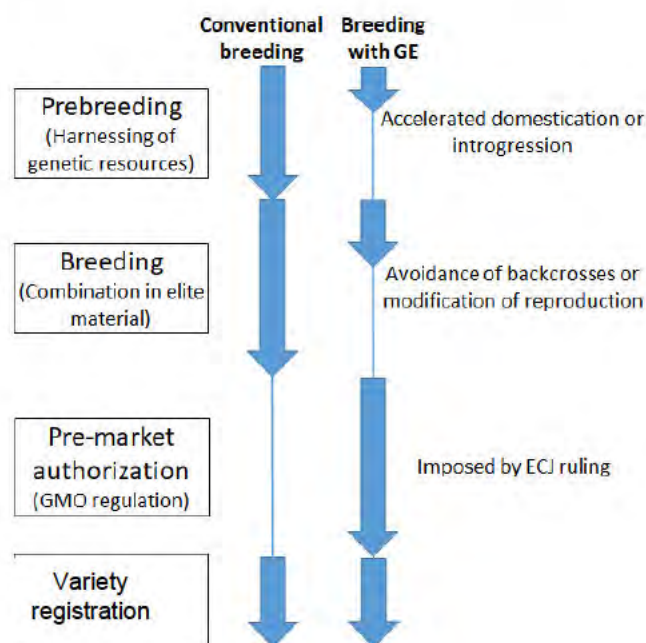 Conventional
breeding
Breeding
with GE
Prebreeding
(Harnessing of
genetic resources)
Accelerated domestication or
introgression
Breeding
(Combination in elite
material)
Avoidance of backcrosses or
modification of reproduction
Pre-market
authorization
(GMO regulation)
Imposed by ECJ ruling
Variety
registration